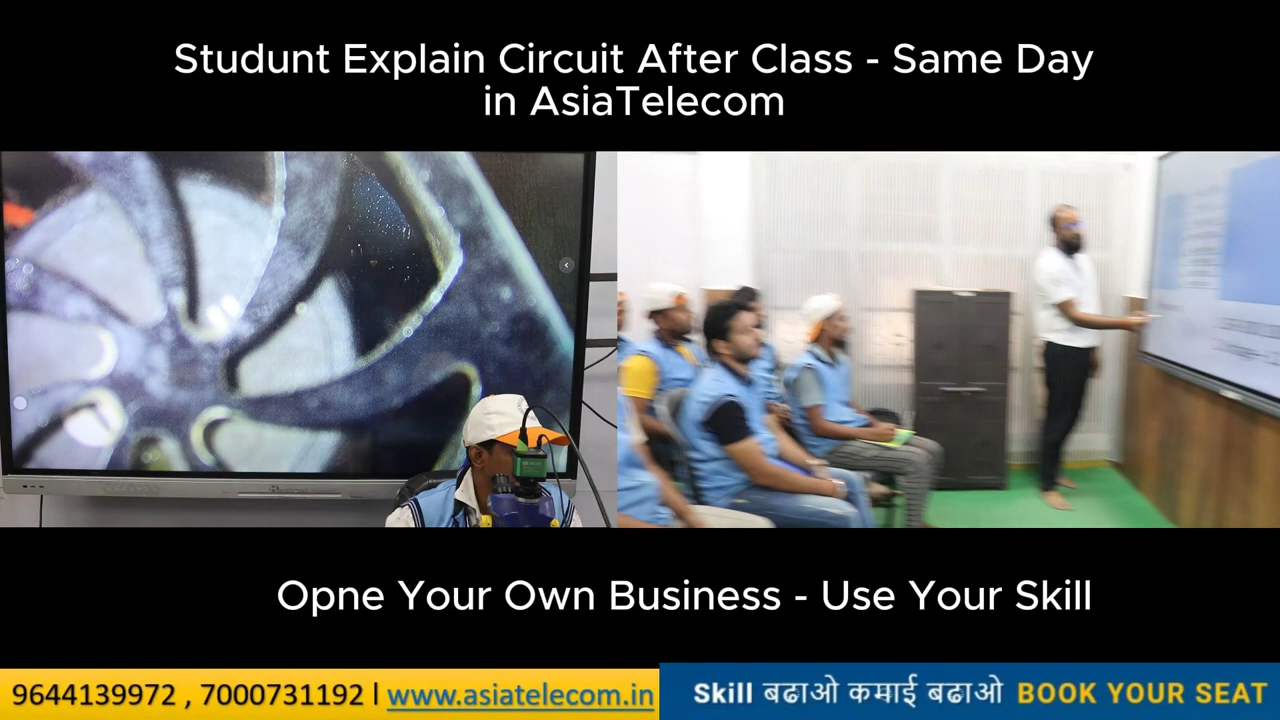 Studunt Explain Circuit After Class - Same Day
in AsiaTelecom
Opne Your Own Business - Use Your Skill
9644139972 , 7000731192 | www.asiatelecom.in
Skill बढाओ कमाई बढाओ BOOK YOUR SEAT